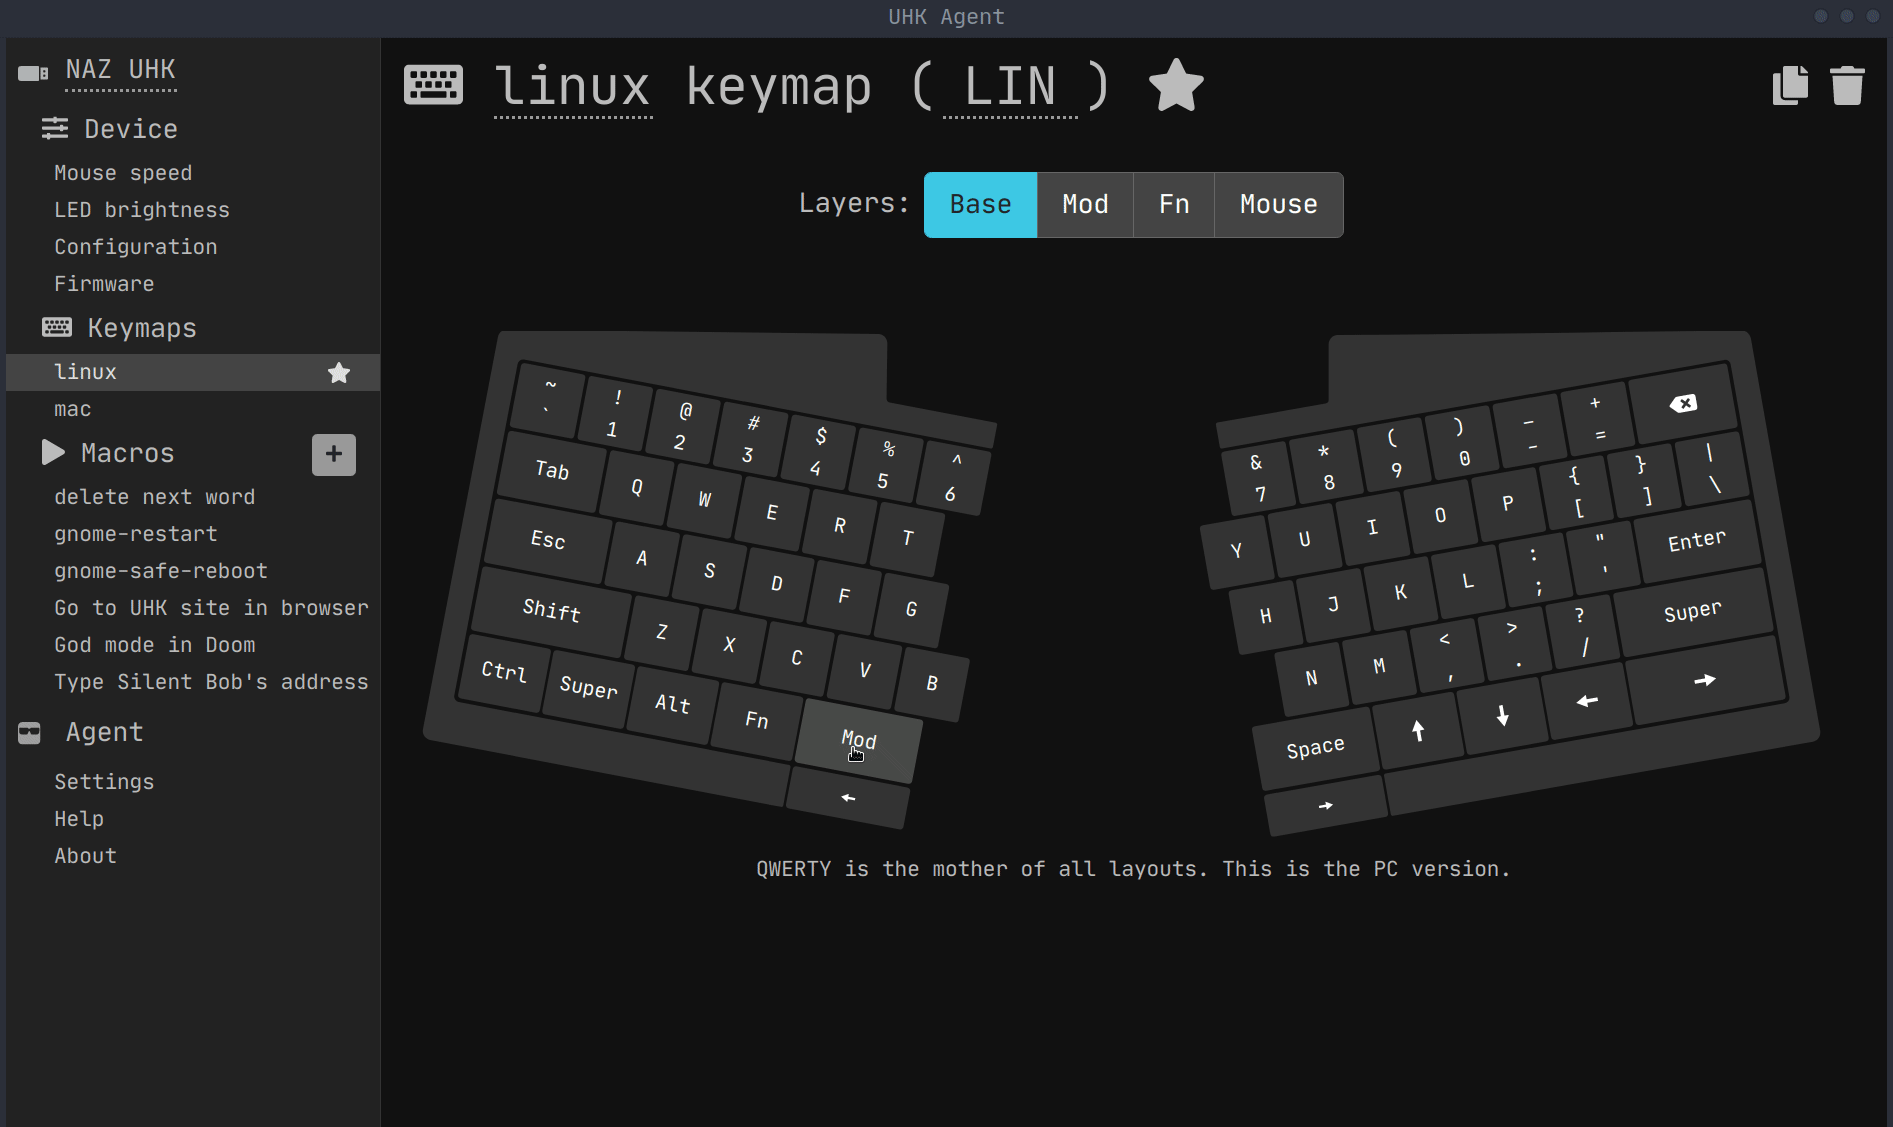 UHK Agent
NAZ UHK
Device
Mouse speed
LED brightness
Configuration
Firmware
Keymaps
linux
mac
Macros
+
delete next word
gnome-restart
gnome-safe-reboot
Go to UHK site in browser
God mode in Doom
Type Silent Bob's address
Agent
Settings
Help
About
linux keymap ( LIN )
Layers: Base Mod Fn Mouse
~ ! @ # $ % ^
` 1 2 3 4 5 6
Tab Q W E R T
Esc A S D F G
Shift Z X C V B
Ctrl Super Alt Fn Mod
←
& * ( ) _ +
7 8 9 0 - =
Y U I O P { } |
[ ] \
H J K L : " Enter
; '
N M < > ? Super
, . /
Space ↑ ↓ ← →
→
QWERTY is the mother of all layouts. This is the PC version.